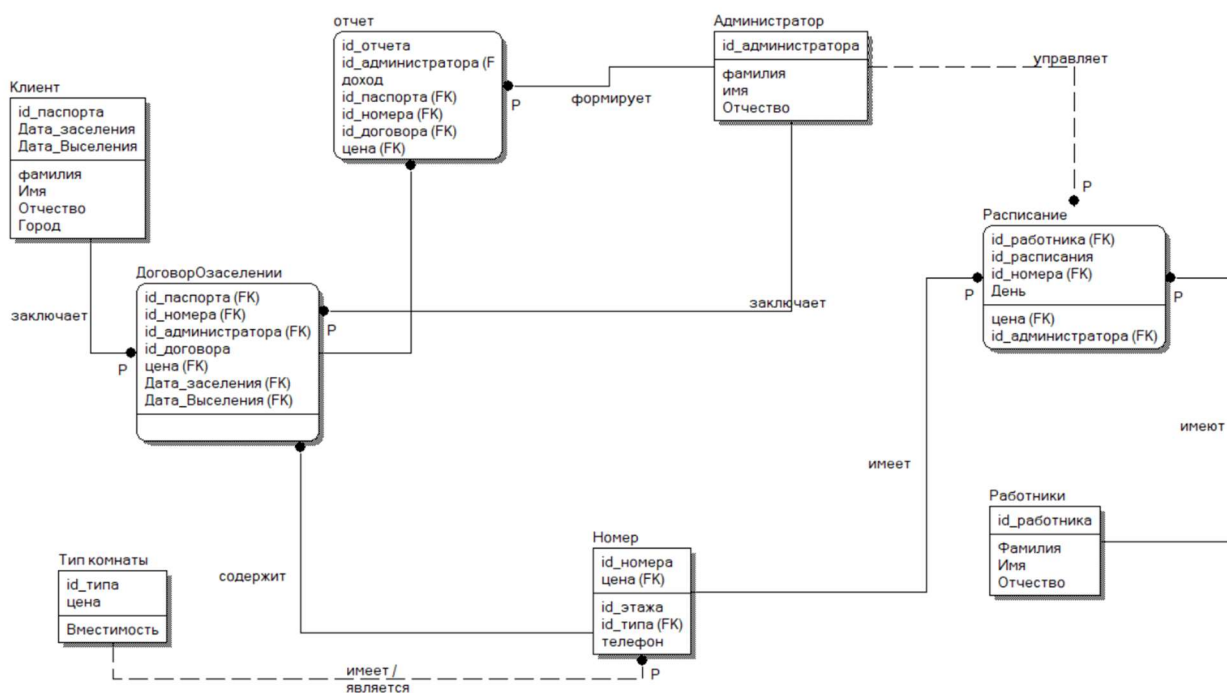 отчет
id_отчета
id_администратора (F
доход
id_паспорта (FK)
id_номера (FK)
id_договора (FK)
цена (FK)
Администратор
id_администратора
фамилия
имя
Отчество
управляет
формирует
P
Клиент
id_паспорта
Дата_заселения
Дата_Выселения
фамилия
Имя
Отчество
Город
P
Расписание
id_работника (FK)
id_расписания
id_номера (FK)
День
цена (FK)
id_администратора (FK)
P
P
ДоговорОзаселении
id_паспорта (FK)
id_номера (FK)
id_администратора (FK)
id_договора
цена (FK)
Дата_заселения (FK)
Дата_Выселения (FK)
заключает
P
заключает
P
имеет
имеют
Работники
id_работника
Фамилия
Имя
Отчество
Тип комнаты
id_типа
цена
Вместимость
содержит
Номер
id_номера
цена (FK)
id_этажа
id_типа (FK)
телефон
имеет /
является
P